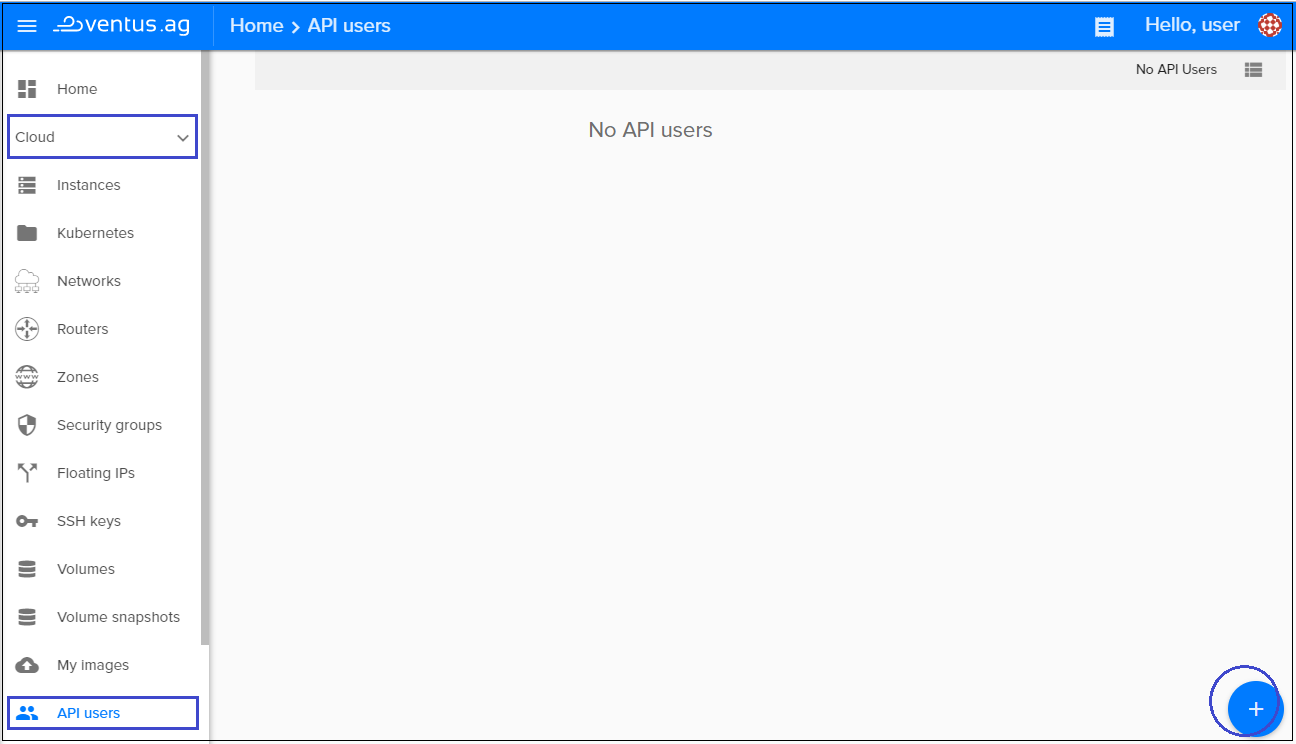 ventus.ag
Home > API users
Hello, user
No API Users
No API users
Home
Cloud
Instances
Kubernetes
Networks
Routers
www
Zones
Security groups
Floating IPs
SSH keys
Volumes
Volume snapshots
My images
API users
+